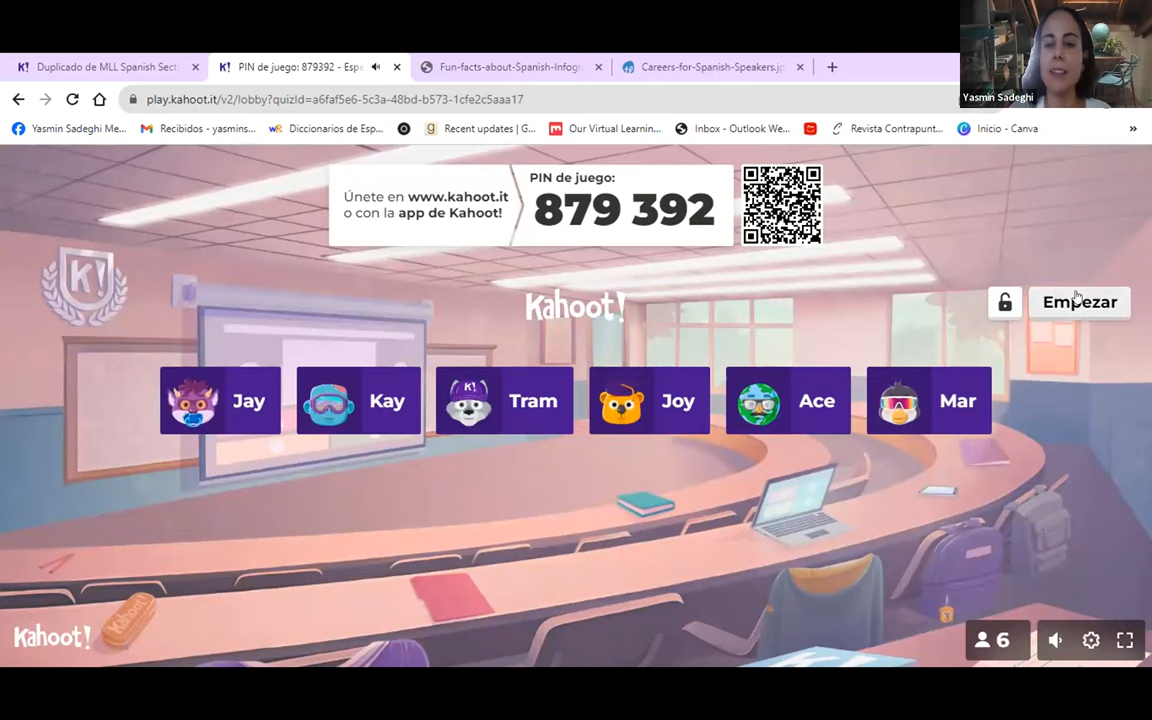 K! Duplicado de MLL Spanish Sect
K! PIN de juego: 879392 - Espe
Fun-facts-about-Spanish-Infogr
Careers-for-Spanish-Speakers.jp
Yasmin Sadeghi
play.kahoot.it/v2/lobby?quizId=a6faf5e6-5c3a-48bd-b573-1cfe2c5aaa17
Yasmin Sadeghi Me...
Recibidos - yasmins...
Diccionarios de Esp...
Recent updates | G...
Our Virtual Learnin...
Inbox - Outlook We...
Revista Contrapunt...
Inicio - Canva
Únete en www.kahoot.it
o con la app de Kahoot!
PIN de juego:
879 392
K!
Kahoot!
Empezar
Jay
Kay
K!
Tram
Joy
Ace
Mar
Kahoot!
Kahoot!
6